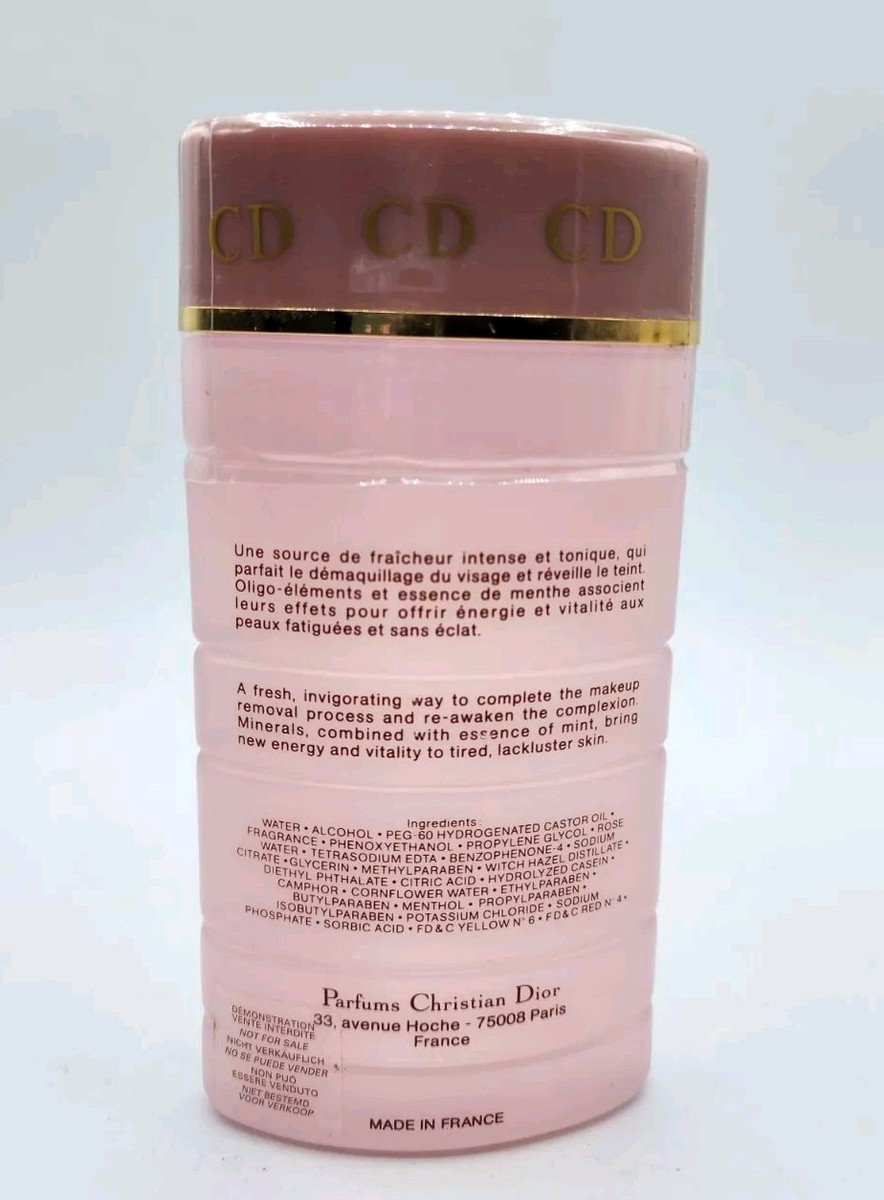 CD CD CD
Une source de fraîcheur intense et tonique, qui
parfait le démaquillage du visage et réveille le teint.
Oligo-éléments et essence de menthe associent
leurs effets pour offrir énergie et vitalité aux
peaux fatiguées et sans éclat.
A fresh, invigorating way to complete the makeup
removal process and re-awaken the complexion.
Minerals, combined with essence of mint, bring
new energy and vitality to tired, lackluster skin.
Ingredients:
WATER • ALCOHOL • PEG-60 HYDROGENATED CASTOR OIL •
FRAGRANCE • PHENOXYETHANOL • PROPYLENE GLYCOL • ROSE
WATER • TETRASODIUM EDTA • BENZOPHENONE-4 • SODIUM
CITRATE • GLYCERIN • METHYLPARABEN • WITCH HAZEL DISTILLATE •
DIETHYL PHTHALATE • CITRIC ACID • HYDROLYZED CASEIN •
CAMPHOR • CORNFLOWER WATER • ETHYLPARABEN •
BUTYLPARABEN • MENTHOL • PROPYLPARABEN •
ISOBUTYLPARABEN • POTASSIUM CHLORIDE • SODIUM
PHOSPHATE • SORBIC ACID • FD&C YELLOW N° 6 • FD&C RED N° 4 •
Parfums Christian Dior
33, avenue Hoche - 75008 Paris
France
DÉMONSTRATION
VENTE INTERDITE
NOT FOR SALE
NICHT VERKÄUFLICH
NO SE PUEDE VENDER
NON PUÒ
ESSERE VENDUTO
NIET BESTEMD
VOOR VERKOOP
MADE IN FRANCE